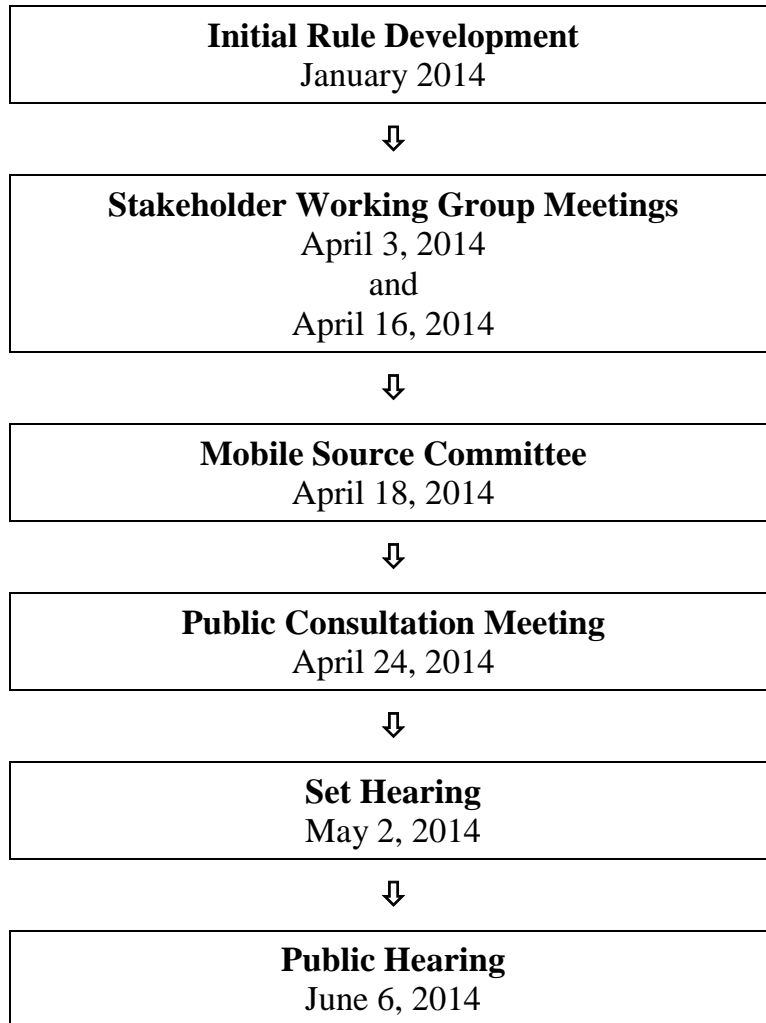 Initial Rule Development
January 2014
Stakeholder Working Group Meetings
April 3, 2014
and
April 16, 2014
Mobile Source Committee
April 18, 2014
Public Consultation Meeting
April 24, 2014
Set Hearing
May 2, 2014
Public Hearing
June 6, 2014